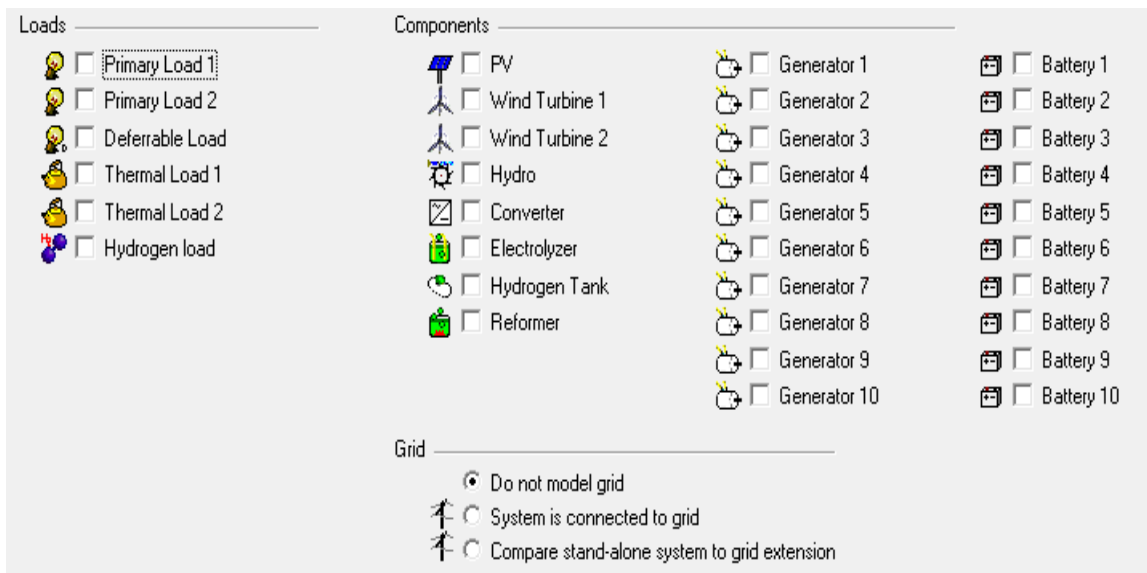 Loads
Primary Load 1
Primary Load 2
Deferrable Load
Thermal Load 1
Thermal Load 2
Hydrogen load
Components
PV
Wind Turbine 1
Wind Turbine 2
Hydro
Converter
Electrolyzer
Hydrogen Tank
Reformer
Generator 1
Generator 2
Generator 3
Generator 4
Generator 5
Generator 6
Generator 7
Generator 8
Generator 9
Generator 10
Battery 1
Battery 2
Battery 3
Battery 4
Battery 5
Battery 6
Battery 7
Battery 8
Battery 9
Battery 10
Grid
Do not model grid
System is connected to grid
Compare stand-alone system to grid extension